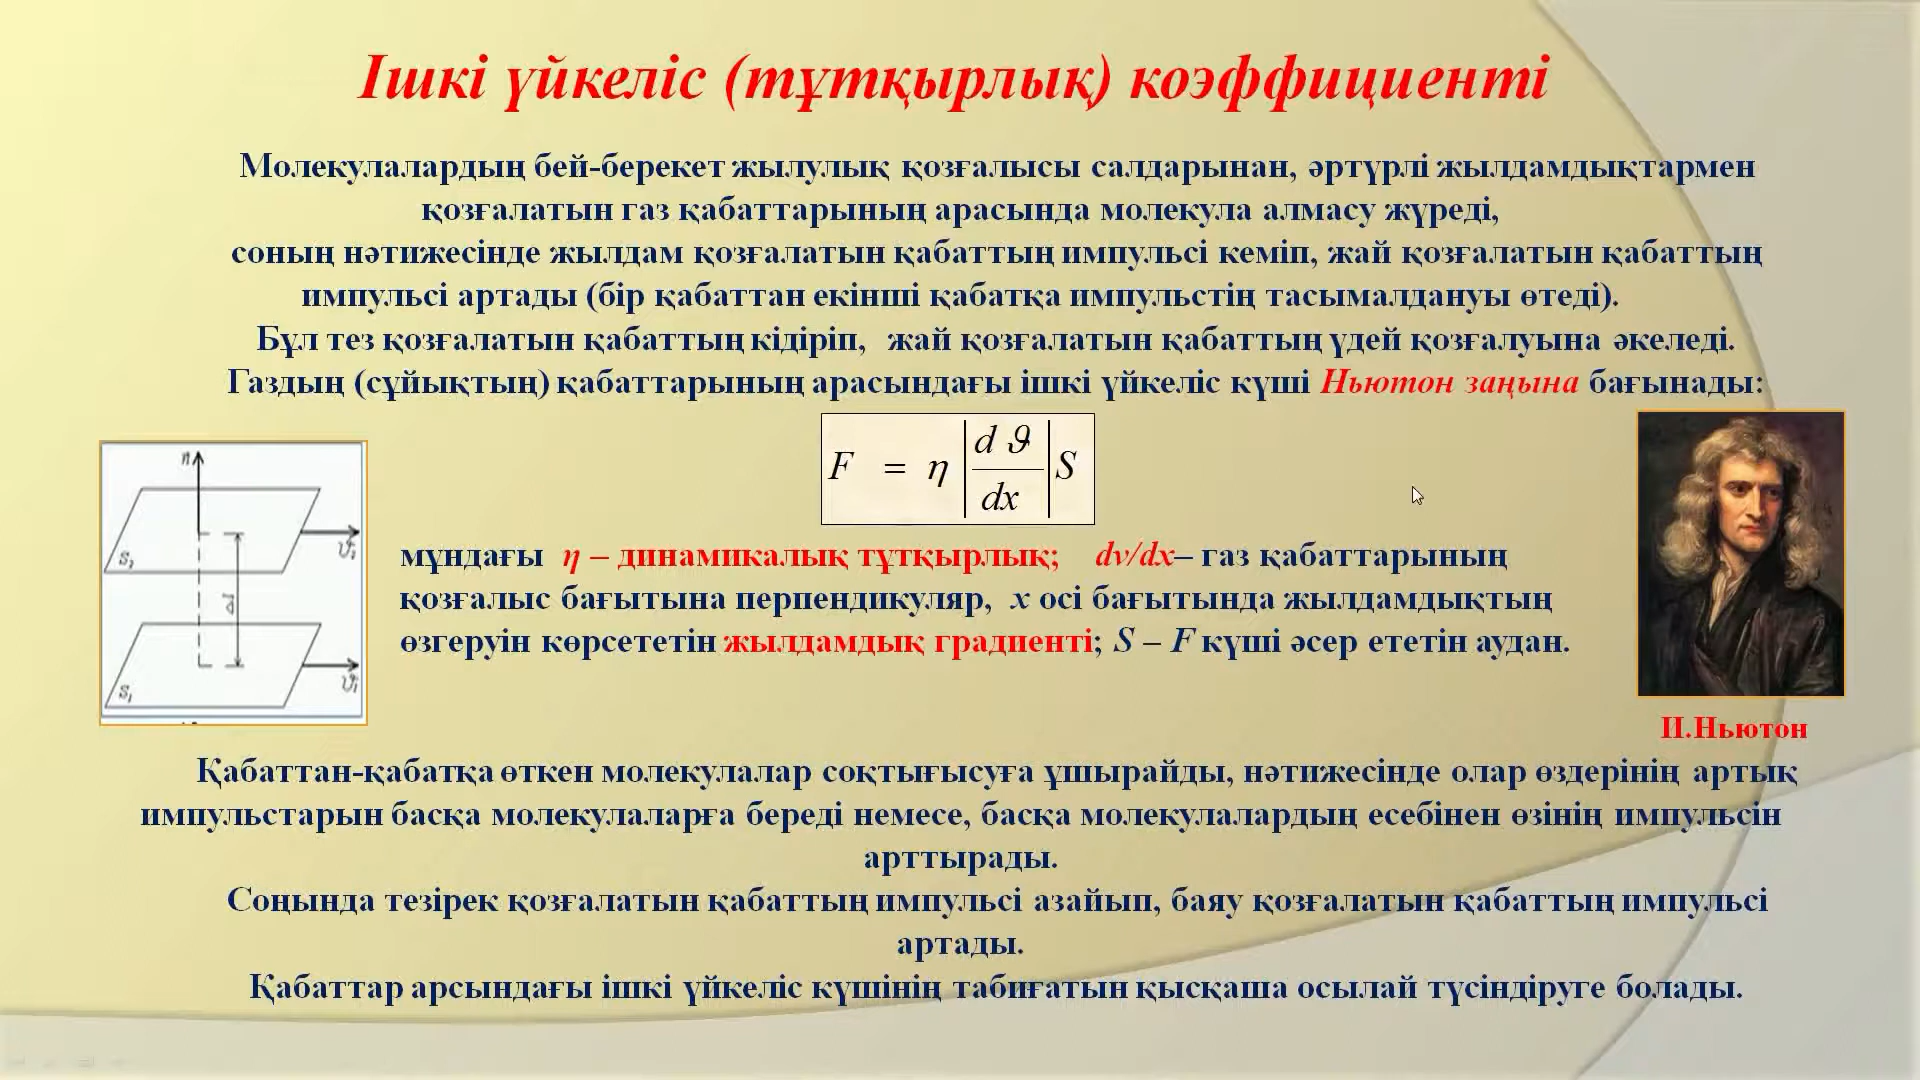 Ішкі үйкеліс (тұтқырлық) коэффициенті
Молекулалардың бей-берекет жылулық қозғалысы салдарынан, әртүрлі жылдамдықтармен
қозғалатын газ қабаттарының арасында молекула алмасу жүреді,
соның нәтижесінде жылдам қозғалатын қабаттың импульсі кеміп, жай қозғалатын қабаттың
импульсі артады (бір қабаттан екінші қабатқа импульстің тасымалдануы өтеді).
Бұл тез қозғалатын қабаттың кідіріп, жай қозғалатын қабаттың үдей қозғалуына әкеледі.
Газдың (сұйықтың) қабаттарының арасындағы ішкі үйкеліс күші Ньютон заңына бағынады:
F = η |dϑ/dx| S
n
S₂
ϑ₂
d
S₁
ϑ₁
мұндағы η – динамикалық тұтқырлық; dv/dx– газ қабаттарының
қозғалыс бағытына перпендикуляр, x осі бағытында жылдамдықтың
өзгеруін көрсететін жылдамдық градиенті; S – F күші әсер ететін аудан.
И.Ньютон
Қабаттан-қабатқа өткен молекулалар соқтығысуға ұшырайды, нәтижесінде олар өздерінің артық
импульстарын басқа молекулаларға береді немесе, басқа молекулалардың есебінен өзінің импульсін
арттырады.
Соңында тезірек қозғалатын қабаттың импульсі азайып, баяу қозғалатын қабаттың импульсі
артады.
Қабаттар арсындағы ішкі үйкеліс күшінің табиғатын қысқаша осылай түсіндіруге болады.